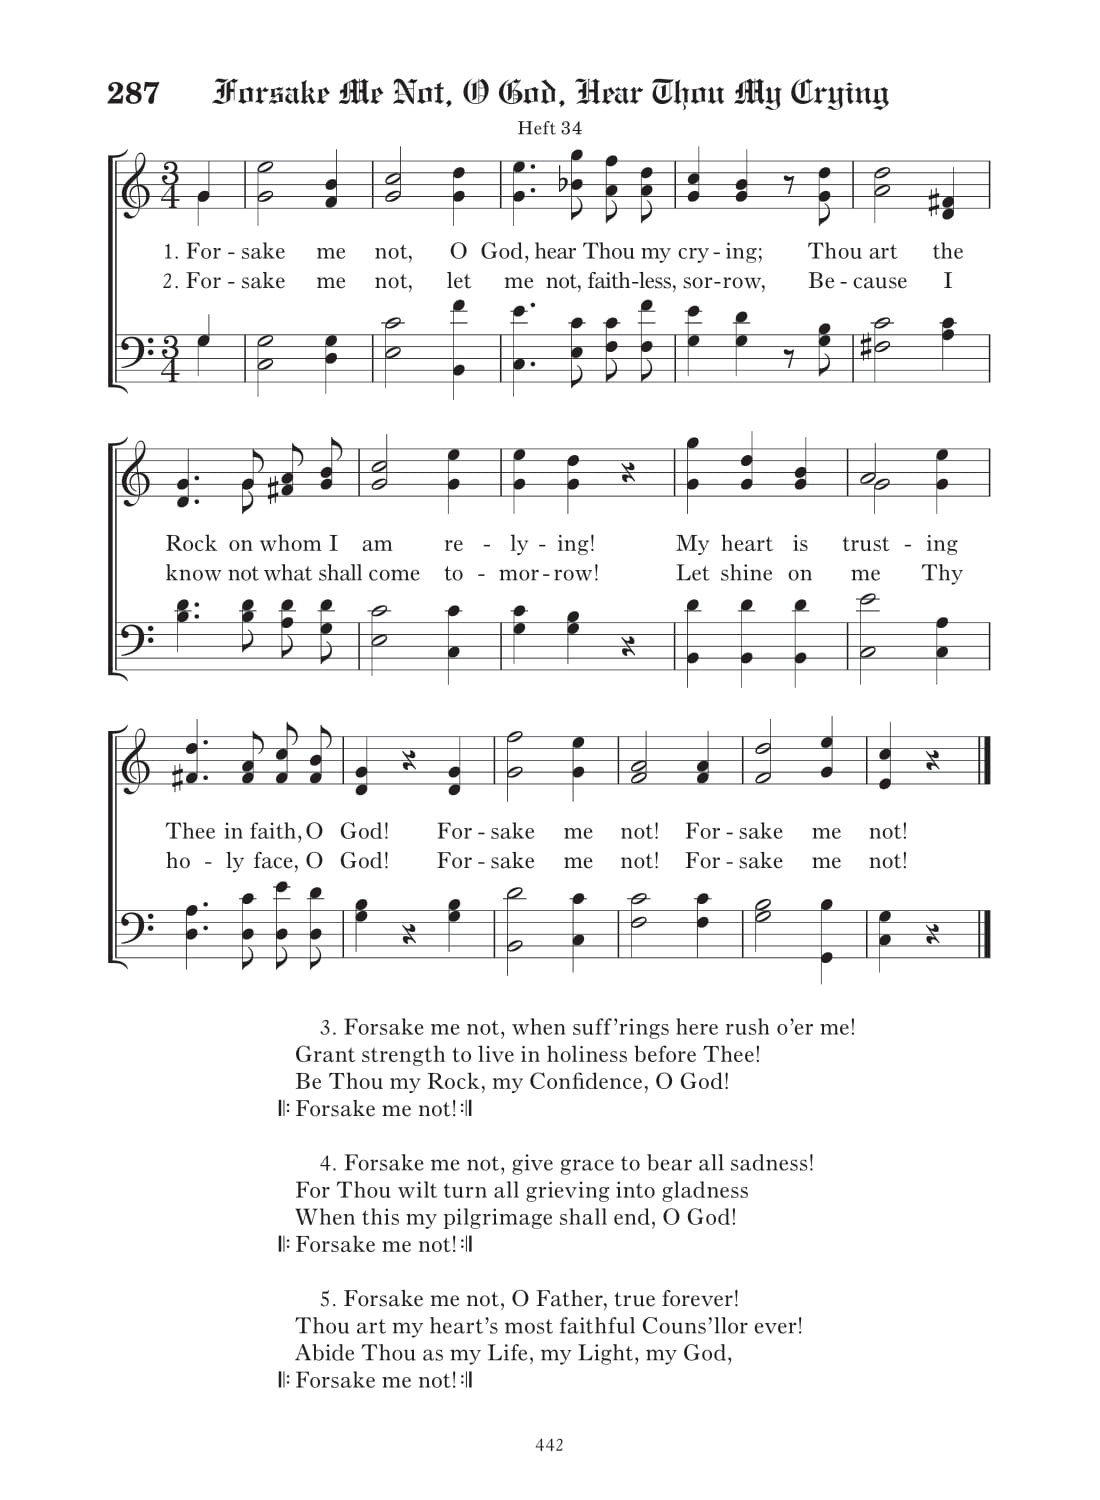 287 Forsake Me Not, O God, Hear Thou My Crying
Heft 34
1. For - sake me not, O God, hear Thou my cry - ing; Thou art the
2. For - sake me not, let me not, faith-less, sor-row, Be - cause I
Rock on whom I am re - ly - ing! My heart is trust - ing
know not what shall come to - mor - row! Let shine on me Thy
Thee in faith, O God! For - sake me not! For - sake me not!
ho - ly face, O God! For - sake me not! For - sake me not!
3. Forsake me not, when suff’rings here rush o’er me!
Grant strength to live in holiness before Thee!
Be Thou my Rock, my Confidence, O God!
𝄆 Forsake me not! 𝄇
4. Forsake me not, give grace to bear all sadness!
For Thou wilt turn all grieving into gladness
When this my pilgrimage shall end, O God!
𝄆 Forsake me not! 𝄇
5. Forsake me not, O Father, true forever!
Thou art my heart’s most faithful Couns’llor ever!
Abide Thou as my Life, my Light, my God,
𝄆 Forsake me not! 𝄇
442